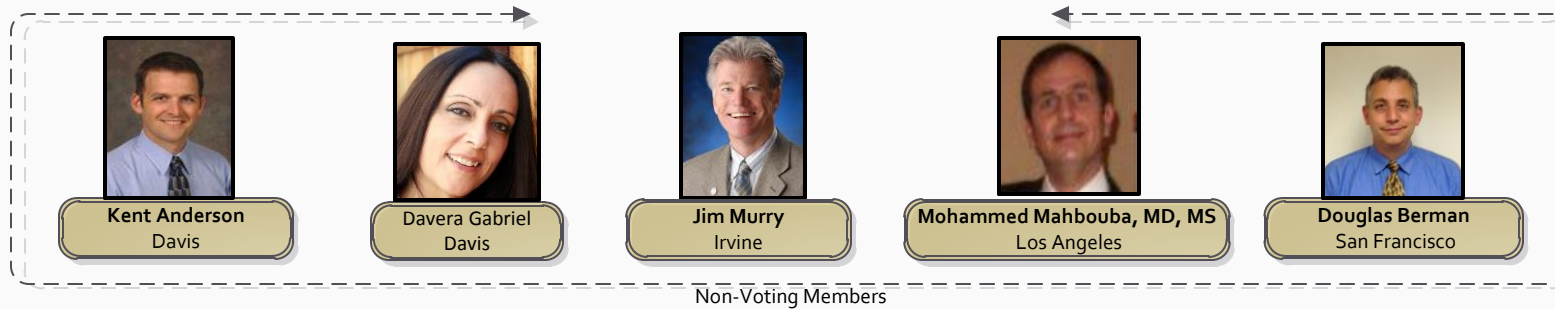 Kent Anderson
Davis
Davera Gabriel
Davis
Jim Murry
Irvine
Mohammed Mahbouba, MD, MS
Los Angeles
Douglas Berman
San Francisco
Non-Voting Members